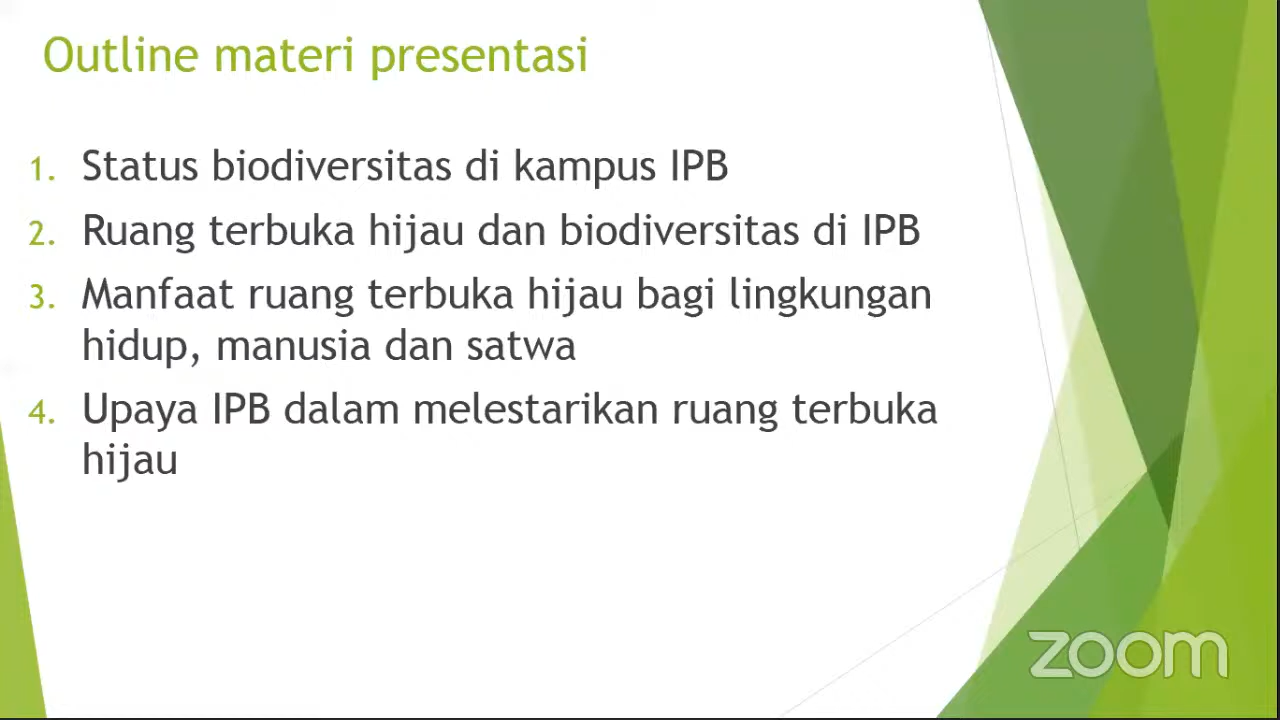 Outline materi presentasi
1. Status biodiversitas di kampus IPB
2. Ruang terbuka hijau dan biodiversitas di IPB
3. Manfaat ruang terbuka hijau bagi lingkungan
hidup, manusia dan satwa
4. Upaya IPB dalam melestarikan ruang terbuka
hijau
zoom